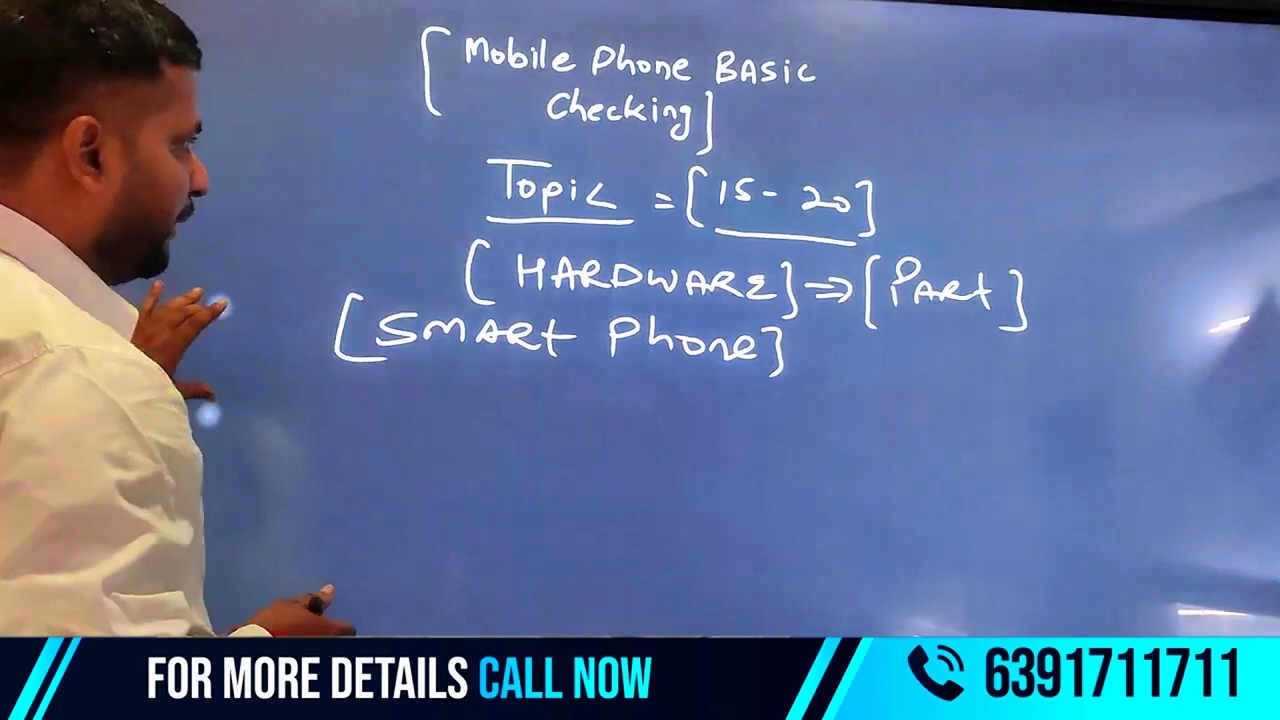 [Mobile Phone BASIC
Checking]
Topic = [15 - 20]
[HARDWARE] ⇒ [PART]
[SMART Phone]
FOR MORE DETAILS CALL NOW
6391711711